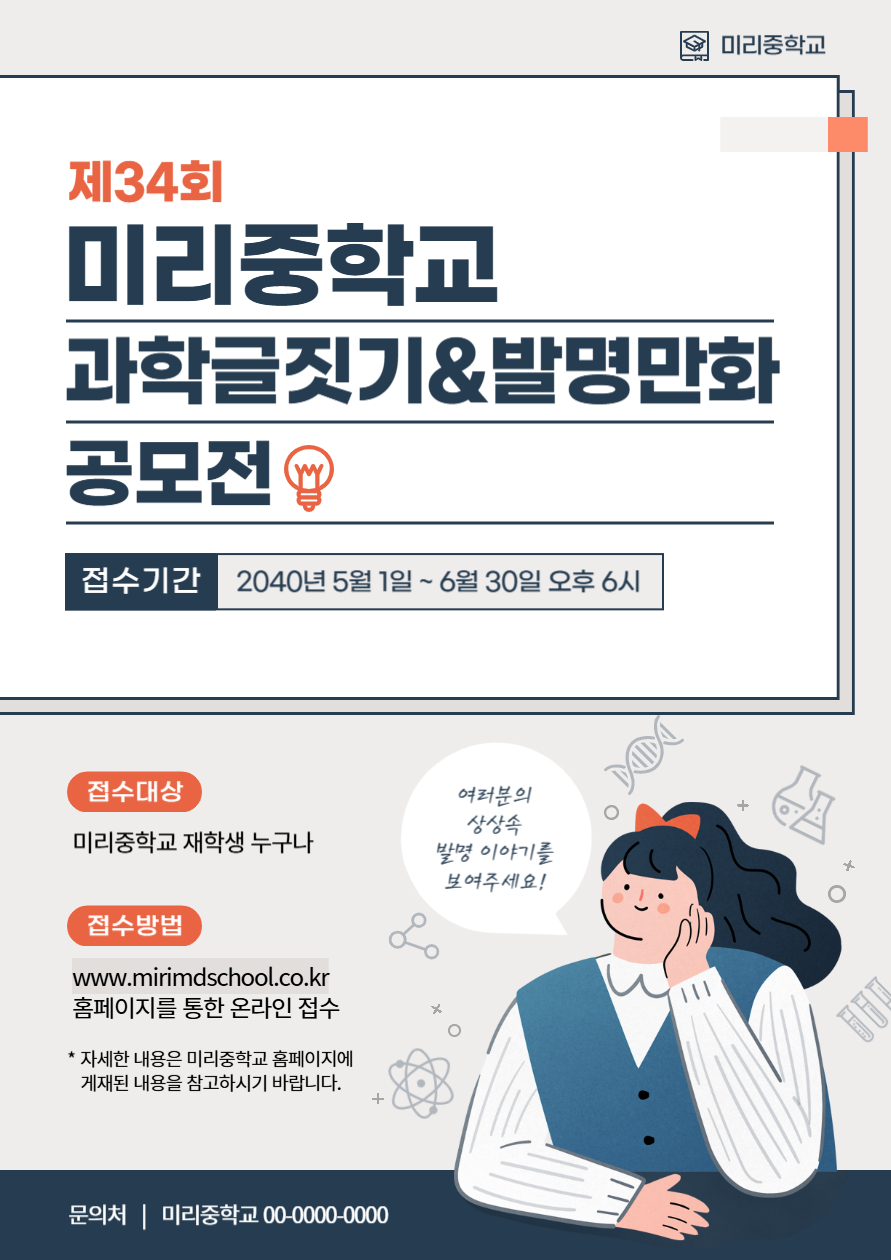 미리중학교
제34회
미리중학교
과학글짓기&발명만화
공모전
접수기간 2040년 5월 1일 ~ 6월 30일 오후 6시
접수대상
미리중학교 재학생 누구나
여러분의
상상속
발명 이야기를
보여주세요!
접수방법
www.mirimdschool.co.kr
홈페이지를 통한 온라인 접수
* 자세한 내용은 미리중학교 홈페이지에
게재된 내용을 참고하시기 바랍니다.
문의처 | 미리중학교 00-0000-0000